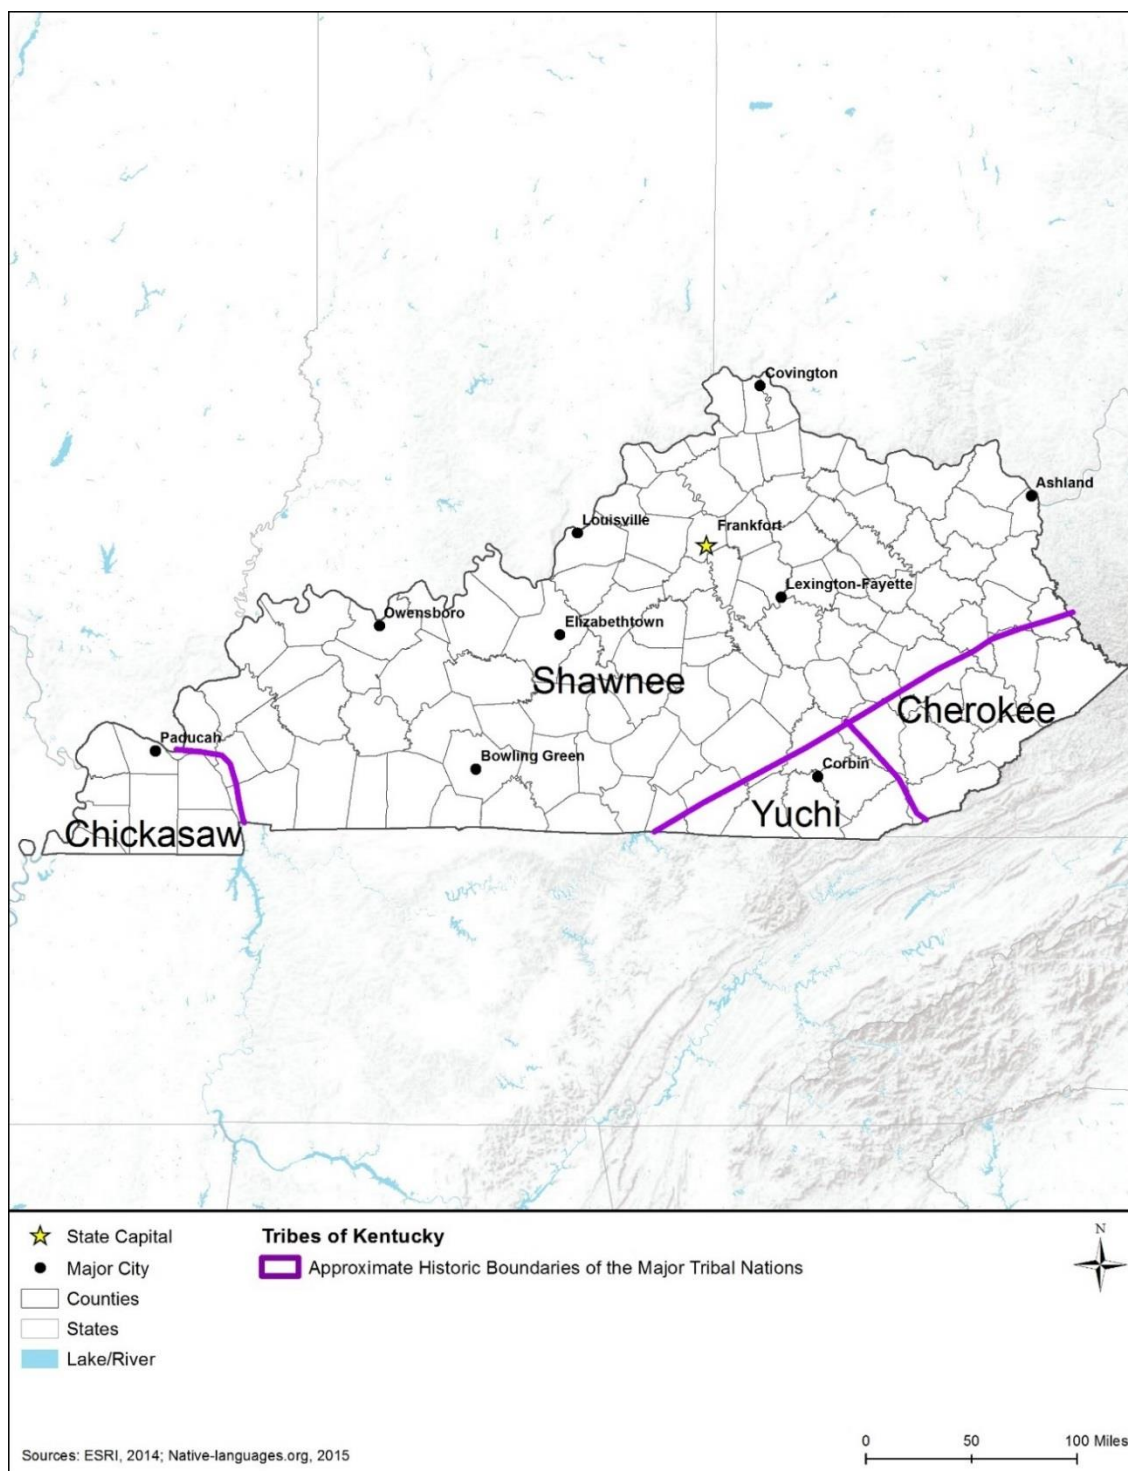 Covington
Ashland
Louisville
Frankfort
Lexington-Fayette
Owensboro
Elizabethtown
Shawnee
Cherokee
Paducah
Bowling Green
Corbin
Yuchi
Chickasaw
State Capital
Major City
Counties
States
Lake/River
Tribes of Kentucky
Approximate Historic Boundaries of the Major Tribal Nations
N
Sources: ESRI, 2014; Native-languages.org, 2015
0 50 100 Miles